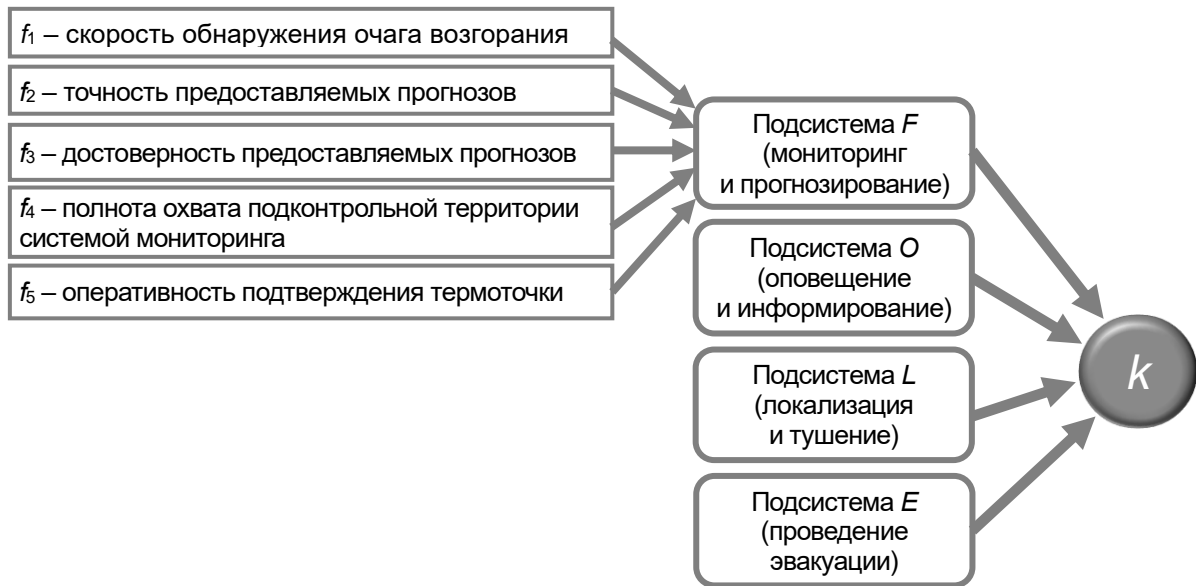 f1 – скорость обнаружения очага возгорания
f2 – точность предоставляемых прогнозов
f3 – достоверность предоставляемых прогнозов
f4 – полнота охвата подконтрольной территории
системой мониторинга
f5 – оперативность подтверждения термоточки
Подсистема F
(мониторинг
и прогнозирование)
Подсистема O
(оповещение
и информирование)
Подсистема L
(локализация
и тушение)
Подсистема E
(проведение
эвакуации)
k